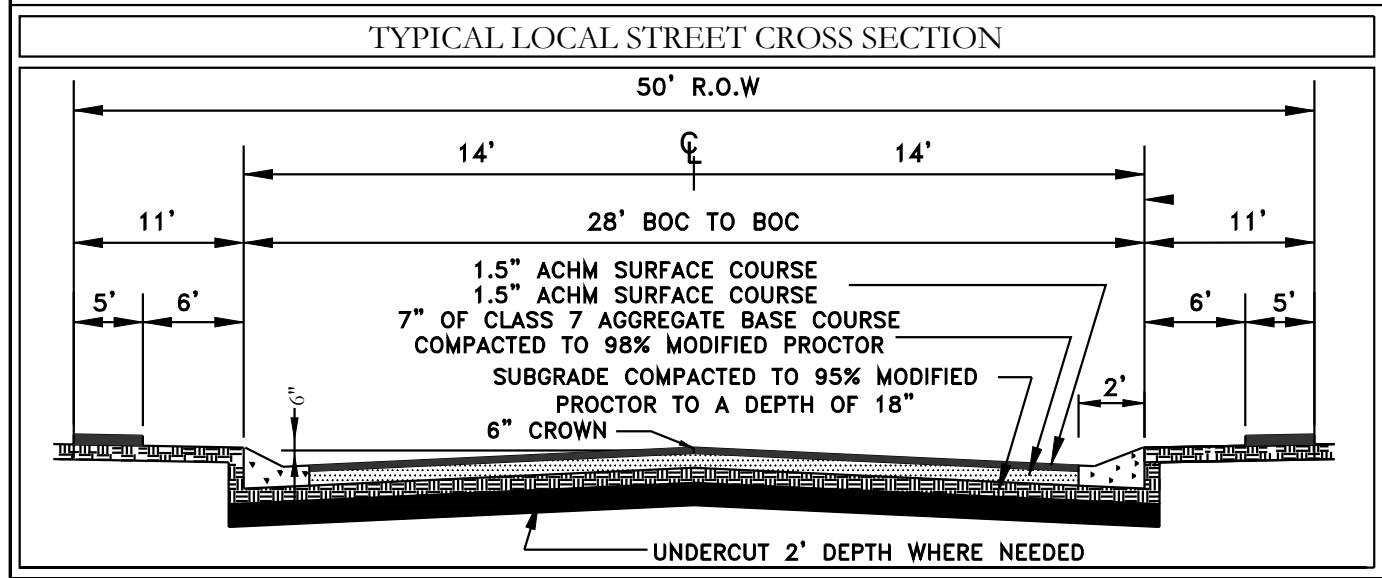 TYPICAL LOCAL STREET CROSS SECTION
50' R.O.W
14' ℄ 14'
11' 28' BOC TO BOC 11'
1.5" ACHM SURFACE COURSE
1.5" ACHM SURFACE COURSE
5' 6' 6' 5'
7" OF CLASS 7 AGGREGATE BASE COURSE
COMPACTED TO 98% MODIFIED PROCTOR
SUBGRADE COMPACTED TO 95% MODIFIED
PROCTOR TO A DEPTH OF 18"
2'
6"
6" CROWN
UNDERCUT 2' DEPTH WHERE NEEDED